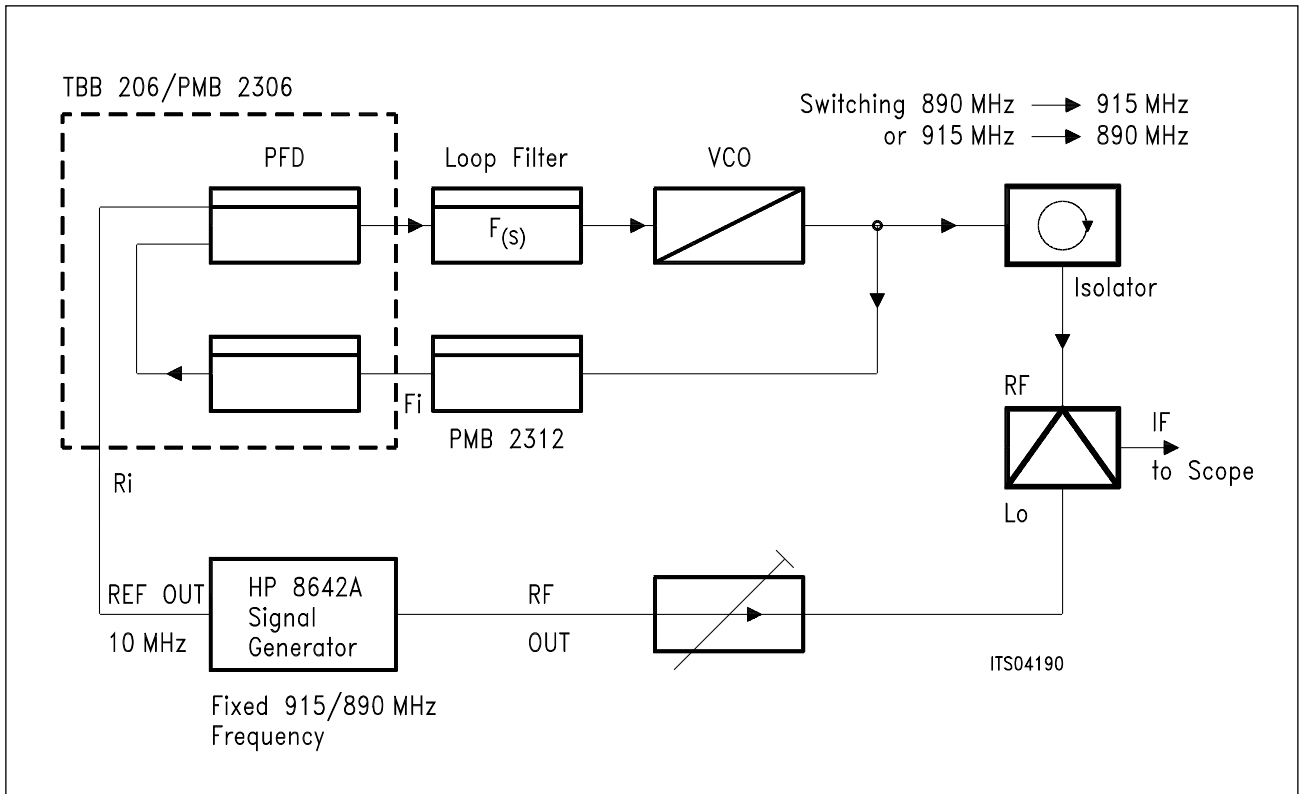 TBB 206/PMB 2306
Switching 890 MHz
915 MHz
or 915 MHz
890 MHz
PFD
Loop Filter
VCO
F(s)
Isolator
Fi
PMB 2312
RF
IF
to Scope
Lo
Ri
REF OUT
10 MHz
HP 8642A
Signal
Generator
RF
OUT
ITS04190
Fixed 915/890 MHz
Frequency